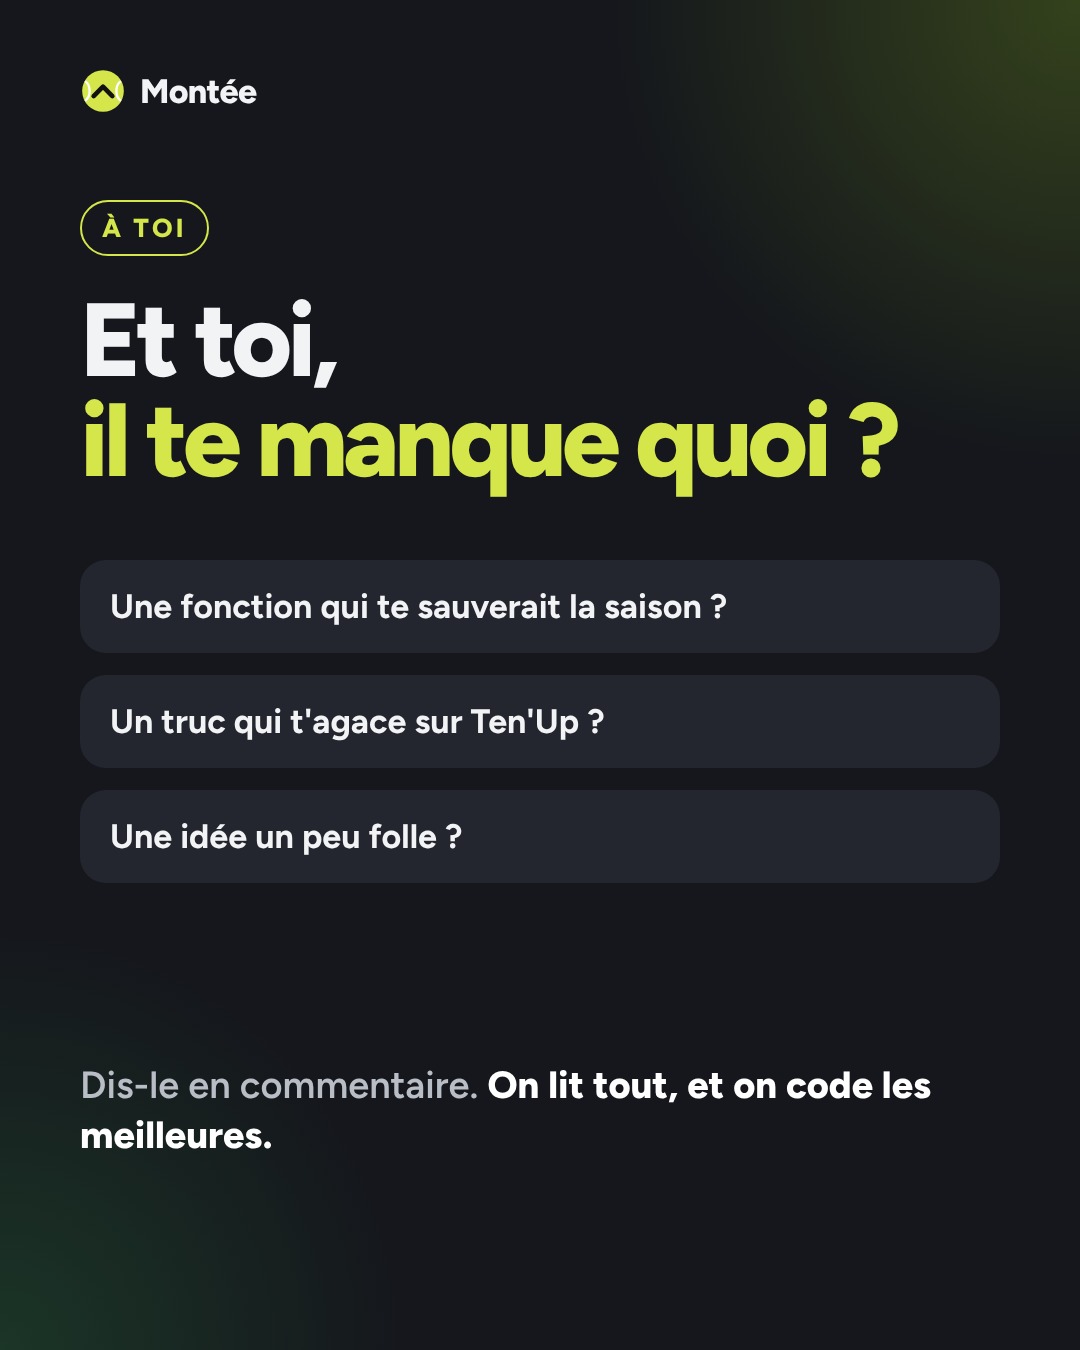 Montée
À TOI
Et toi,
il te manque quoi ?
Une fonction qui te sauverait la saison ?
Un truc qui t'agace sur Ten'Up ?
Une idée un peu folle ?
Dis-le en commentaire. On lit tout, et on code les
meilleures.